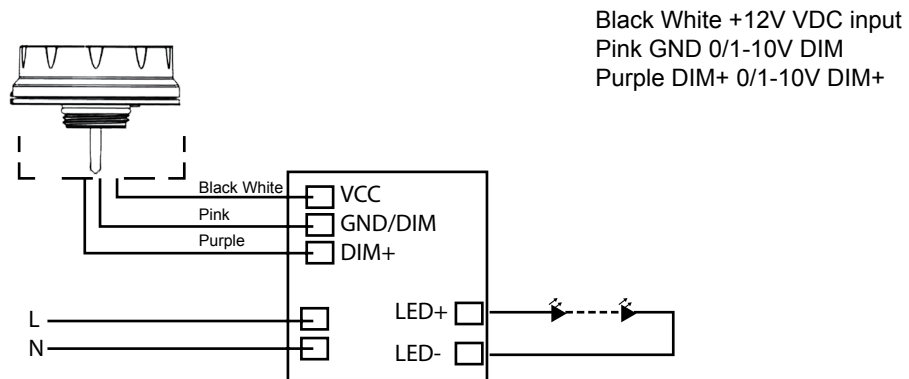 Black White +12V VDC input
Pink GND 0/1-10V DIM
Purple DIM+ 0/1-10V DIM+
Black White
VCC
Pink
GND/DIM
Purple
DIM+
L
LED+
N
LED-